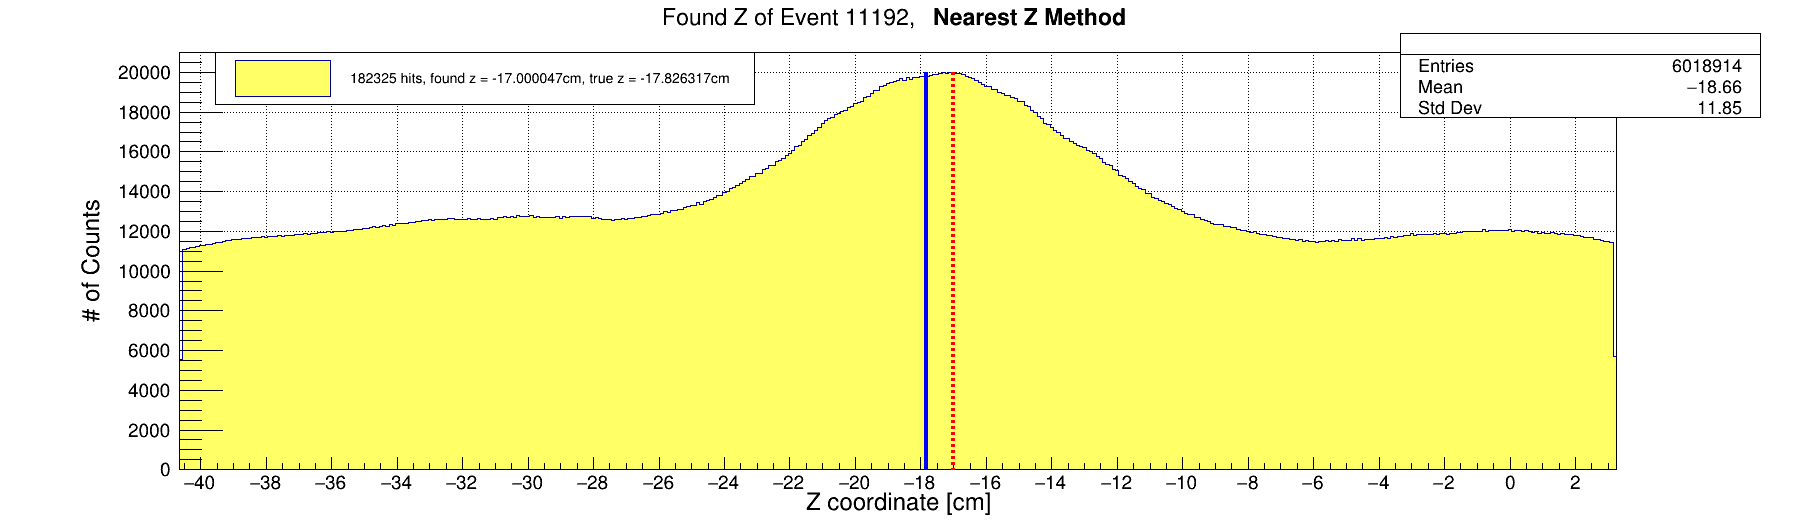 Found Z of Event 11192, Nearest Z Method
182325 hits, found z = -17.000047cm, true z = -17.826317cm
Entries 6018914
Mean −18.66
Std Dev 11.85
# of Counts
20000
18000
16000
14000
12000
10000
8000
6000
4000
2000
0
−40 −38 −36 −34 −32 −30 −28 −26 −24 −22 −20 −18 −16 −14 −12 −10 −8 −6 −4 −2 0 2
Z coordinate [cm]